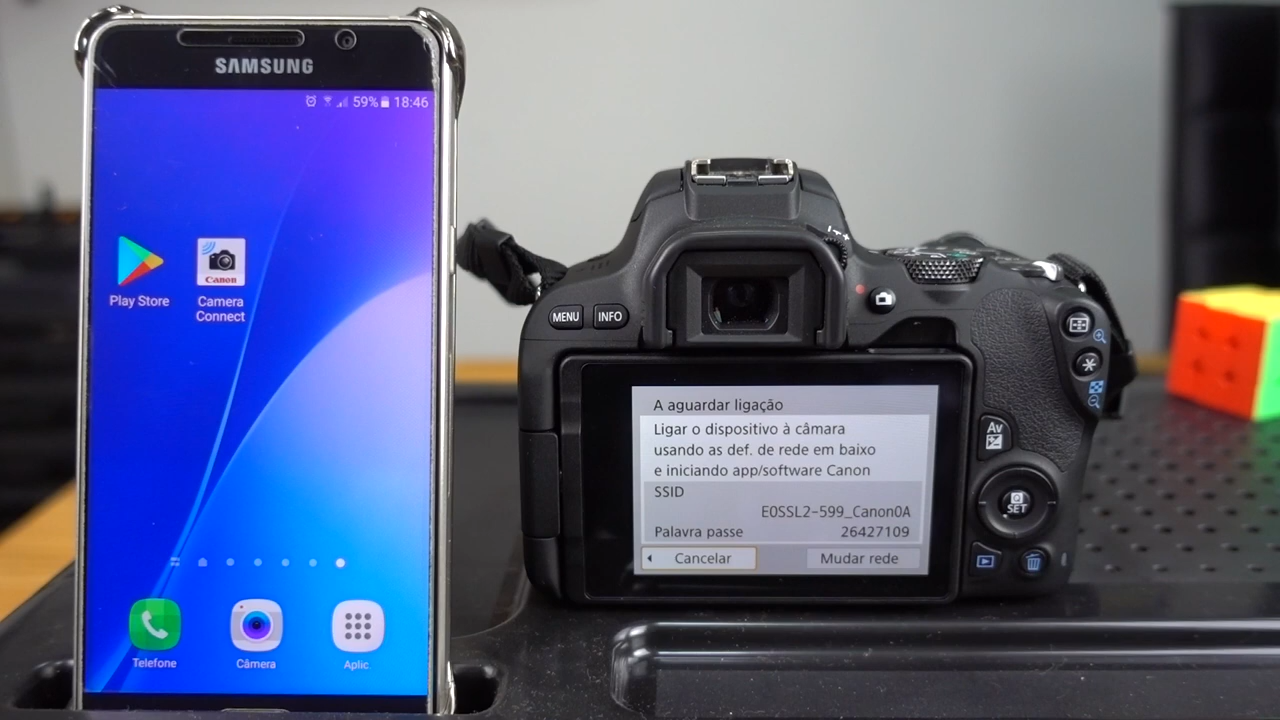 SAMSUNG
59% 18:46
Canon
Play Store
Camera
Connect
Telefone
Câmera
Aplic.
MENU
INFO
A aguardar ligação
Ligar o dispositivo à câmara
usando as def. de rede em baixo
e iniciando app/software Canon
SSID
EOSSL2-599_Canon0A
Palavra passe 26427109
Cancelar
Mudar rede
Av
Q
SET